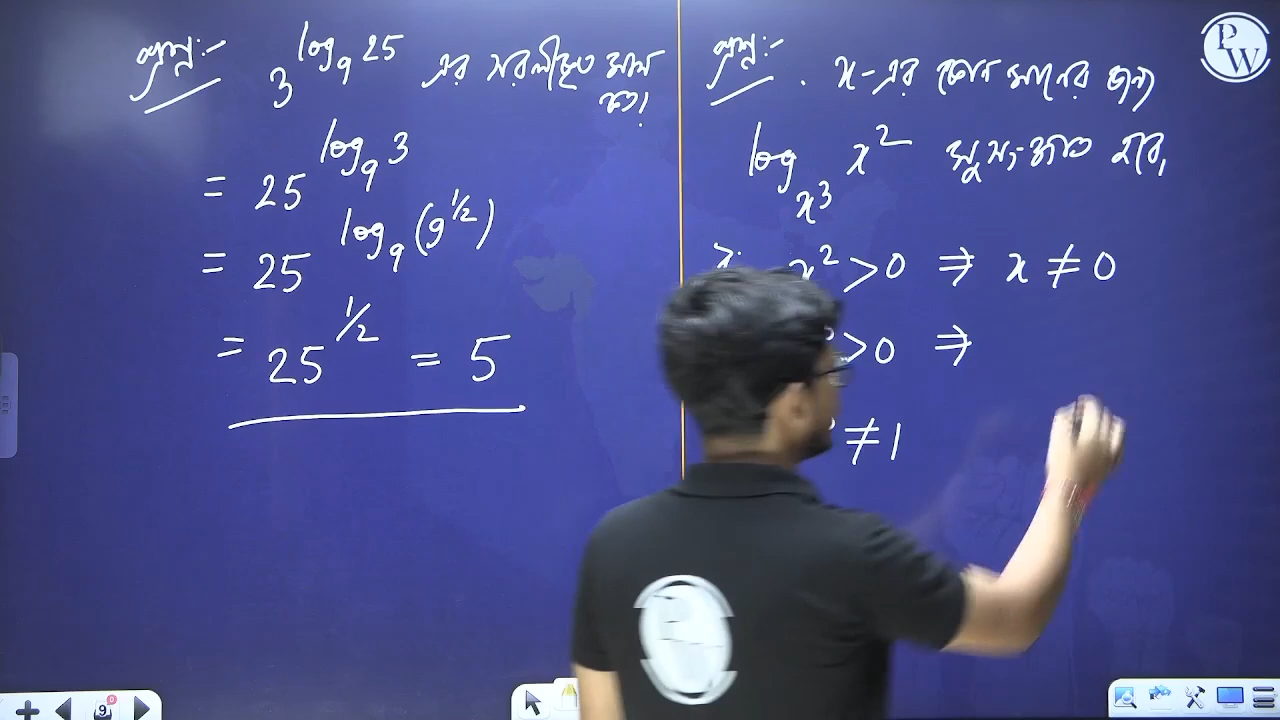 প্রশ্ন:- 3^{log_9 25} এর সরলীকৃত মান কত।
= 25^{log_9 3}
= 25^{log_9 (9^{1/2})}
= 25^{1/2} = 5
প্রশ্ন:- . x-এর কোন মানের জন্য
log_{x^3} x^2 সুসংজ্ঞাত হবে,
x^2 >0 ⇒ x ≠ 0
>0 ⇒
≠ 1
PW
9
0